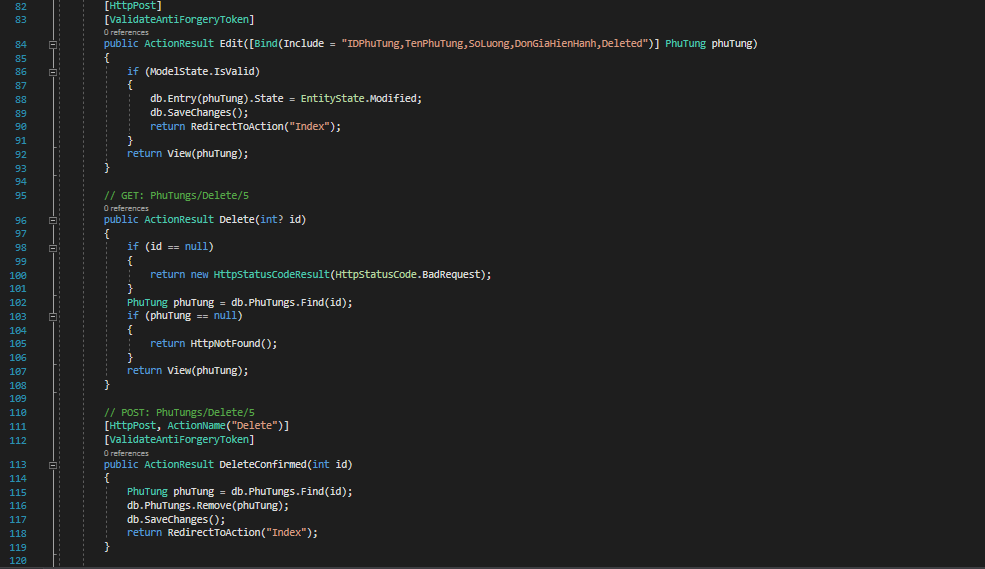 82 [HttpPost]
83 [ValidateAntiForgeryToken]
0 references
84 public ActionResult Edit([Bind(Include = "IDPhuTung,TenPhuTung,SoLuong,DonGiaHienHanh,Deleted")] PhuTung phuTung)
85 {
86 if (ModelState.IsValid)
87 {
88 db.Entry(phuTung).State = EntityState.Modified;
89 db.SaveChanges();
90 return RedirectToAction("Index");
91 }
92 return View(phuTung);
93 }
94
95 // GET: PhuTungs/Delete/5
0 references
96 public ActionResult Delete(int? id)
97 {
98 if (id == null)
99 {
100 return new HttpStatusCodeResult(HttpStatusCode.BadRequest);
101 }
102 PhuTung phuTung = db.PhuTungs.Find(id);
103 if (phuTung == null)
104 {
105 return HttpNotFound();
106 }
107 return View(phuTung);
108 }
109
110 // POST: PhuTungs/Delete/5
111 [HttpPost, ActionName("Delete")]
112 [ValidateAntiForgeryToken]
0 references
113 public ActionResult DeleteConfirmed(int id)
114 {
115 PhuTung phuTung = db.PhuTungs.Find(id);
116 db.PhuTungs.Remove(phuTung);
117 db.SaveChanges();
118 return RedirectToAction("Index");
119 }
120